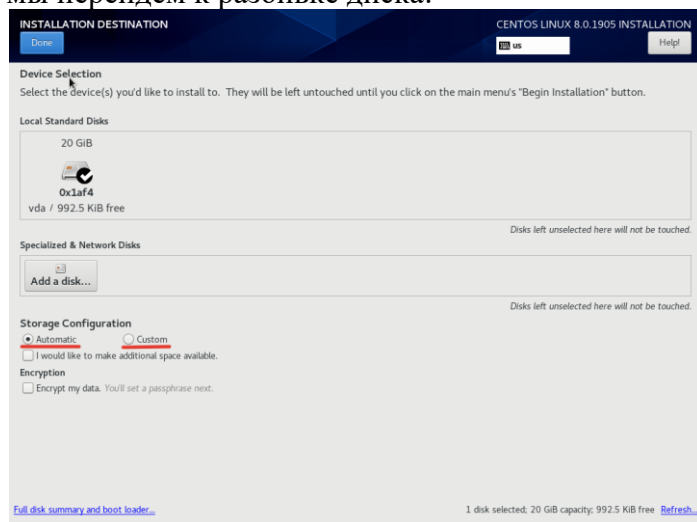 мы перейдем к разбивке диска.
INSTALLATION DESTINATION
CENTOS LINUX 8.0.1905 INSTALLATION
Done
us
Help!
Device Selection
Select the device(s) you'd like to install to. They will be left untouched until you click on the main menu's "Begin Installation" button.
Local Standard Disks
20 GiB
0x1af4
vda / 992.5 KiB free
Disks left unselected here will not be touched.
Specialized & Network Disks
Add a disk...
Disks left unselected here will not be touched.
Storage Configuration
Automatic Custom
I would like to make additional space available.
Encryption
Encrypt my data. You'll set a passphrase next.
Full disk summary and boot loader... 1 disk selected; 20 GiB capacity; 992.5 KiB free Refresh...